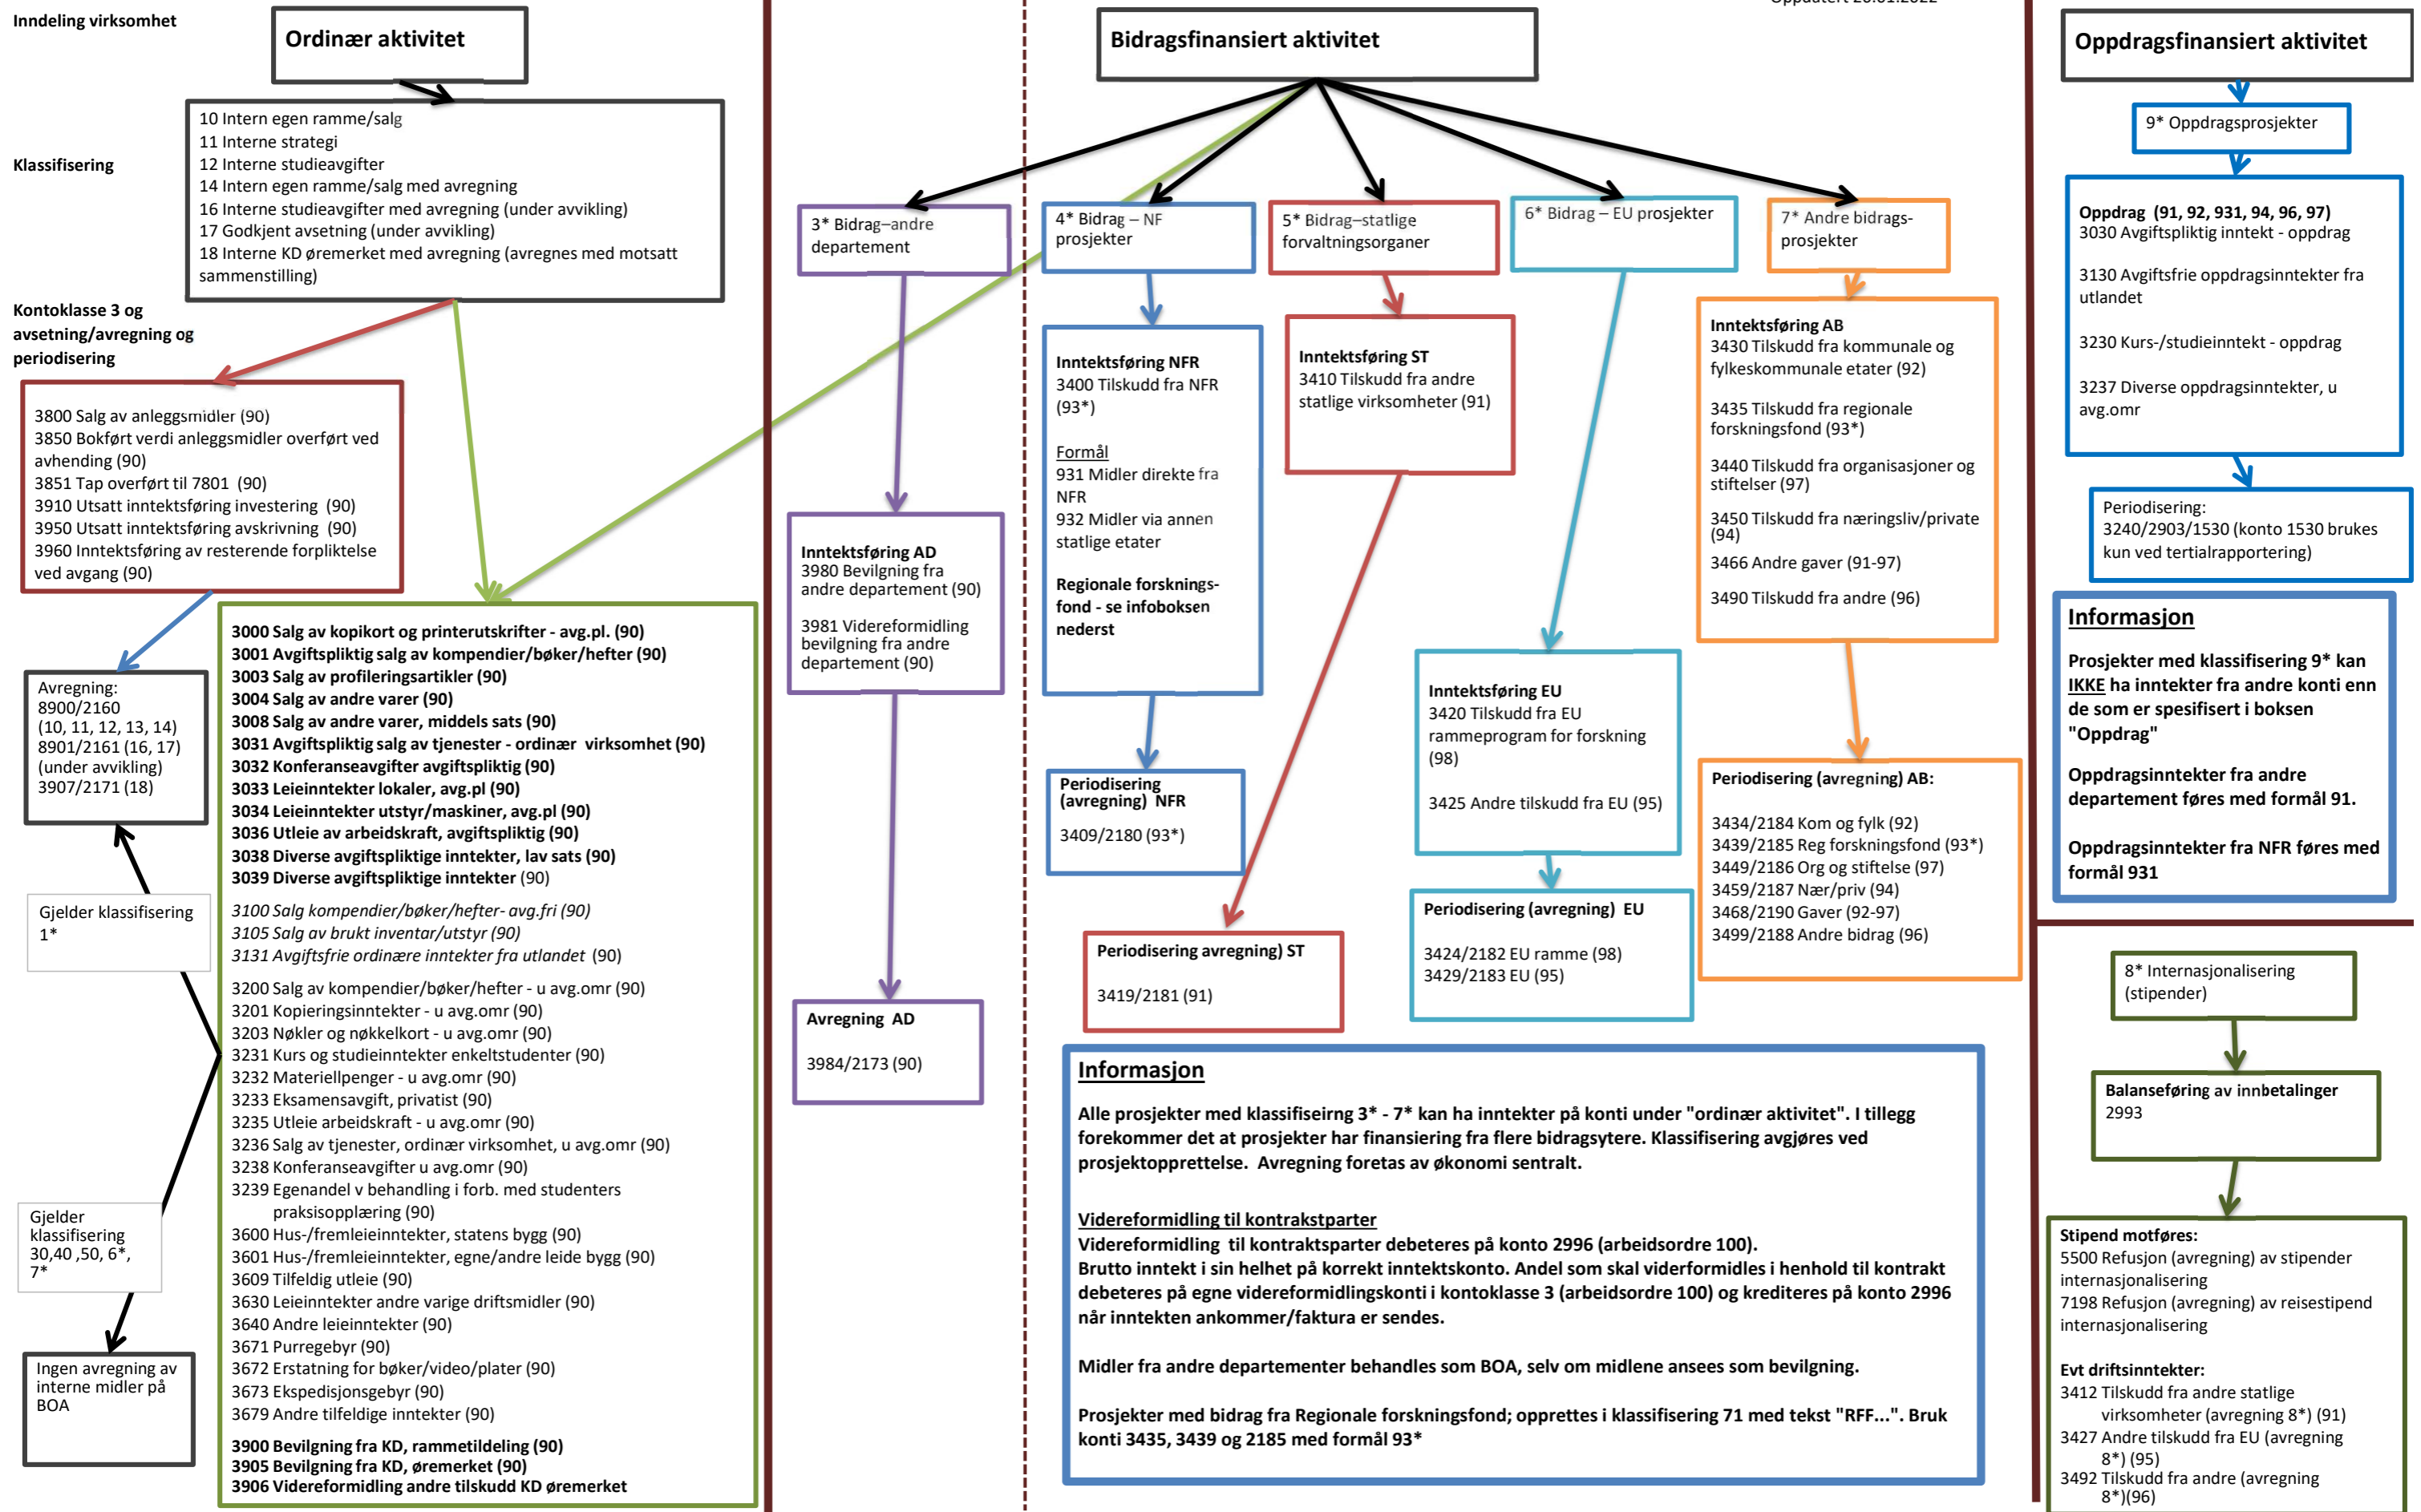 Inndeling virksomhet
Ordinær aktivitet
Klassifisering
10 Intern egen ramme/salg
11 Interne strategi
12 Interne studieavgifter
14 Intern egen ramme/salg med avregning
16 Interne studieavgifter med avregning (under avvikling)
17 Godkjent avsetning (under avvikling)
18 Interne KD øremerket med avregning (avregnes med motsatt
sammenstilling)
Kontoklasse 3 og
avsetning/avregning og
periodisering
3800 Salg av anleggsmidler (90)
3850 Bokført verdi anleggsmidler overført ved
avhending (90)
3851 Tap overført til 7801 (90)
3910 Utsatt inntektsføring investering (90)
3950 Utsatt inntektsføring avskrivning (90)
3960 Inntektsføring av resterende forpliktelse
ved avgang (90)
Avregning:
8900/2160
(10, 11, 12, 13, 14)
8901/2161 (16, 17)
(under avvikling)
3907/2171 (18)
Gjelder klassifisering
1*
Gjelder
klassifisering
30,40 ,50, 6*,
7*
Ingen avregning av
interne midler på
BOA
3000 Salg av kopikort og printerutskrifter - avg.pl. (90)
3001 Avgiftspliktig salg av kompendier/bøker/hefter (90)
3003 Salg av profileringsartikler (90)
3004 Salg av andre varer (90)
3008 Salg av andre varer, middels sats (90)
3031 Avgiftspliktig salg av tjenester - ordinær virksomhet (90)
3032 Konferanseavgifter avgiftspliktig (90)
3033 Leieinntekter lokaler, avg.pl (90)
3034 Leieinntekter utstyr/maskiner, avg.pl (90)
3036 Utleie av arbeidskraft, avgiftspliktig (90)
3038 Diverse avgiftspliktige inntekter, lav sats (90)
3039 Diverse avgiftspliktige inntekter (90)
3100 Salg kompendier/bøker/hefter- avg.fri (90)
3105 Salg av brukt inventar/utstyr (90)
3131 Avgiftsfrie ordinære inntekter fra utlandet (90)
3200 Salg av kompendier/bøker/hefter - u avg.omr (90)
3201 Kopieringsinntekter - u avg.omr (90)
3203 Nøkler og nøkkelkort - u avg.omr (90)
3231 Kurs og studieinntekter enkeltstudenter (90)
3232 Materiellpenger - u avg.omr (90)
3233 Eksamensavgift, privatist (90)
3235 Utleie arbeidskraft - u avg.omr (90)
3236 Salg av tjenester, ordinær virksomhet, u avg.omr (90)
3238 Konferanseavgifter u avg.omr (90)
3239 Egenandel v behandling i forb. med studenters
praksisopplæring (90)
3600 Hus-/fremleieinntekter, statens bygg (90)
3601 Hus-/fremleieinntekter, egne/andre leide bygg (90)
3609 Tilfeldig utleie (90)
3630 Leieinntekter andre varige driftsmidler (90)
3640 Andre leieinntekter (90)
3671 Purregebyr (90)
3672 Erstatning for bøker/video/plater (90)
3673 Ekspedisjonsgebyr (90)
3679 Andre tilfeldige inntekter (90)
3900 Bevilgning fra KD, rammetildeling (90)
3905 Bevilgning fra KD, øremerket (90)
3906 Videreformidling andre tilskudd KD øremerket
Bidragsfinansiert aktivitet
3* Bidrag–andre
departement
Inntektsføring AD
3980 Bevilgning fra
andre departement (90)
3981 Videreformidling
bevilgning fra andre
departement (90)
Avregning AD
3984/2173 (90)
4* Bidrag – NF
prosjekter
Inntektsføring NFR
3400 Tilskudd fra NFR
(93*)
Formål
931 Midler direkte fra
NFR
932 Midler via annen
statlige etater
Regionale forsknings-
fond - se infoboksen
nederst
Periodisering
(avregning) NFR
3409/2180 (93*)
5* Bidrag–statlige
forvaltningsorganer
Inntektsføring ST
3410 Tilskudd fra andre
statlige virksomheter (91)
Periodisering avregning) ST
3419/2181 (91)
6* Bidrag – EU prosjekter
Inntektsføring EU
3420 Tilskudd fra EU
rammeprogram for forskning
(98)
3425 Andre tilskudd fra EU (95)
Periodisering (avregning) EU
3424/2182 EU ramme (98)
3429/2183 EU (95)
7* Andre bidrags-
prosjekter
Inntektsføring AB
3430 Tilskudd fra kommunale og
fylkeskommunale etater (92)
3435 Tilskudd fra regionale
forskningsfond (93*)
3440 Tilskudd fra organisasjoner og
stiftelser (97)
3450 Tilskudd fra næringsliv/private
(94)
3466 Andre gaver (91-97)
3490 Tilskudd fra andre (96)
Periodisering (avregning) AB:
3434/2184 Kom og fylk (92)
3439/2185 Reg forskningsfond (93*)
3449/2186 Org og stiftelse (97)
3459/2187 Nær/priv (94)
3468/2190 Gaver (92-97)
3499/2188 Andre bidrag (96)
Informasjon
Alle prosjekter med klassifiseirng 3* - 7* kan ha inntekter på konti under "ordinær aktivitet". I tillegg
forekommer det at prosjekter har finansiering fra flere bidragsytere. Klassifisering avgjøres ved
prosjektopprettelse. Avregning foretas av økonomi sentralt.
Videreformidling til kontrakstparter
Videreformidling til kontraktsparter debeteres på konto 2996 (arbeidsordre 100).
Brutto inntekt i sin helhet på korrekt inntektskonto. Andel som skal viderformidles i henhold til kontrakt
debeteres på egne videreformidlingskonti i kontoklasse 3 (arbeidsordre 100) og krediteres på konto 2996
når inntekten ankommer/faktura er sendes.
Midler fra andre departementer behandles som BOA, selv om midlene ansees som bevilgning.
Prosjekter med bidrag fra Regionale forskningsfond; opprettes i klassifisering 71 med tekst "RFF...". Bruk
konti 3435, 3439 og 2185 med formål 93*
Oppdragsfinansiert aktivitet
9* Oppdragsprosjekter
Oppdrag (91, 92, 931, 94, 96, 97)
3030 Avgiftspliktig inntekt - oppdrag
3130 Avgiftsfrie oppdragsinntekter fra
utlandet
3230 Kurs-/studieinntekt - oppdrag
3237 Diverse oppdragsinntekter, u
avg.omr
Periodisering:
3240/2903/1530 (konto 1530 brukes
kun ved tertialrapportering)
Informasjon
Prosjekter med klassifisering 9* kan
IKKE ha inntekter fra andre konti enn
de som er spesifisert i boksen
"Oppdrag"
Oppdragsinntekter fra andre
departement føres med formål 91.
Oppdragsinntekter fra NFR føres med
formål 931
8* Internasjonalisering
(stipender)
Balanseføring av innbetalinger
2993
Stipend motføres:
5500 Refusjon (avregning) av stipender
internasjonalisering
7198 Refusjon (avregning) av reisestipend
internasjonalisering
Evt driftsinntekter:
3412 Tilskudd fra andre statlige
virksomheter (avregning 8*) (91)
3427 Andre tilskudd fra EU (avregning
8*) (95)
3492 Tilskudd fra andre (avregning
8*)(96)